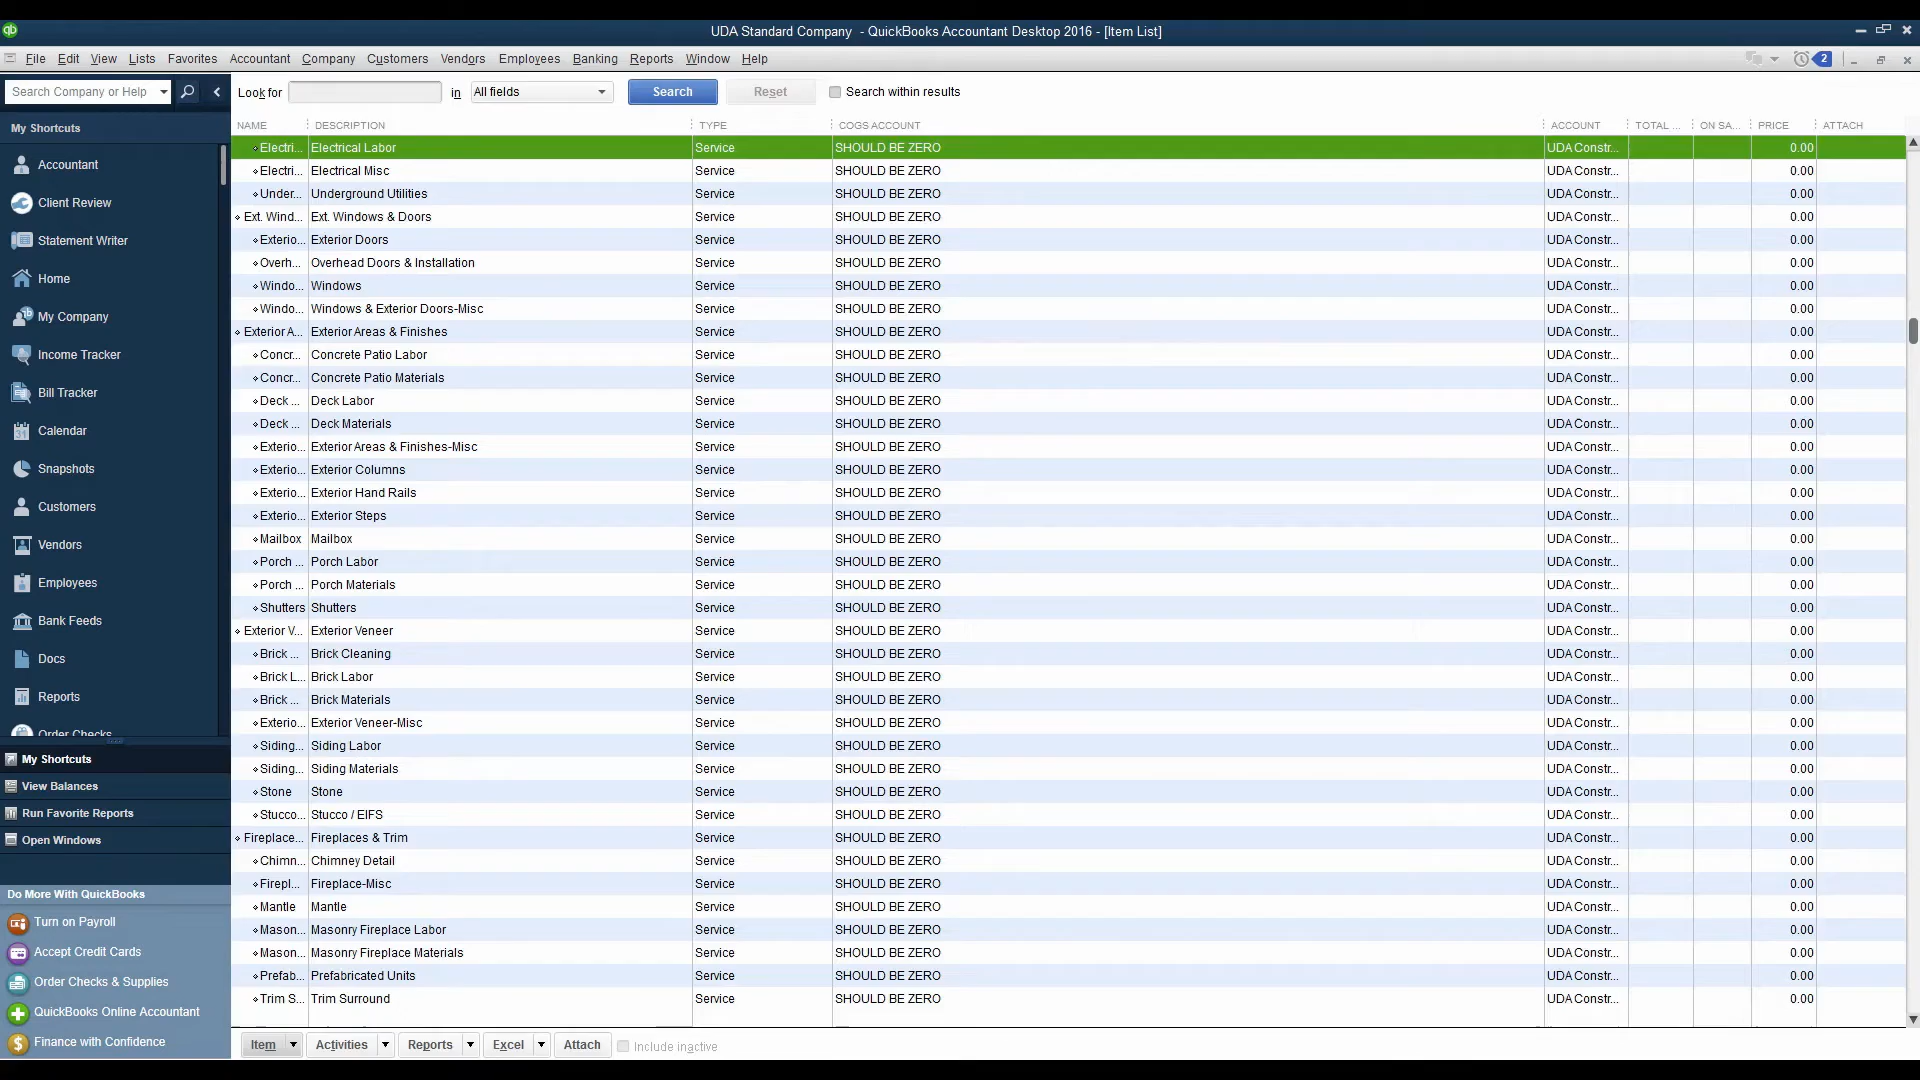 UDA Standard Company - QuickBooks Accountant Desktop 2016 - [Item List]
File Edit View Lists Favorites Accountant Company Customers Vendors Employees Banking Reports Window Help
2
Search Company or Help
Look for in All fields Search Reset Search within results
My Shortcuts
Accountant
Client Review
Statement Writer
Home
My Company
Income Tracker
Bill Tracker
Calendar
Snapshots
Customers
Vendors
Employees
Bank Feeds
Docs
Reports
Order Checks
My Shortcuts
View Balances
Run Favorite Reports
Open Windows
Do More With QuickBooks
Turn on Payroll
Accept Credit Cards
Order Checks & Supplies
QuickBooks Online Accountant
Finance with Confidence
NAME DESCRIPTION TYPE COGS ACCOUNT ACCOUNT TOTAL ... ON SA... PRICE ATTACH
Electri... Electrical Labor Service SHOULD BE ZERO UDA Constr... 0.00
Electri... Electrical Misc Service SHOULD BE ZERO UDA Constr... 0.00
Under... Underground Utilities Service SHOULD BE ZERO UDA Constr... 0.00
Ext. Wind... Ext. Windows & Doors Service SHOULD BE ZERO UDA Constr... 0.00
Exterio... Exterior Doors Service SHOULD BE ZERO UDA Constr... 0.00
Overh... Overhead Doors & Installation Service SHOULD BE ZERO UDA Constr... 0.00
Windo... Windows Service SHOULD BE ZERO UDA Constr... 0.00
Windo... Windows & Exterior Doors-Misc Service SHOULD BE ZERO UDA Constr... 0.00
Exterior A... Exterior Areas & Finishes Service SHOULD BE ZERO UDA Constr... 0.00
Concr... Concrete Patio Labor Service SHOULD BE ZERO UDA Constr... 0.00
Concr... Concrete Patio Materials Service SHOULD BE ZERO UDA Constr... 0.00
Deck ... Deck Labor Service SHOULD BE ZERO UDA Constr... 0.00
Deck ... Deck Materials Service SHOULD BE ZERO UDA Constr... 0.00
Exterio... Exterior Areas & Finishes-Misc Service SHOULD BE ZERO UDA Constr... 0.00
Exterio... Exterior Columns Service SHOULD BE ZERO UDA Constr... 0.00
Exterio... Exterior Hand Rails Service SHOULD BE ZERO UDA Constr... 0.00
Exterio... Exterior Steps Service SHOULD BE ZERO UDA Constr... 0.00
Mailbox Mailbox Service SHOULD BE ZERO UDA Constr... 0.00
Porch ... Porch Labor Service SHOULD BE ZERO UDA Constr... 0.00
Porch ... Porch Materials Service SHOULD BE ZERO UDA Constr... 0.00
Shutters Shutters Service SHOULD BE ZERO UDA Constr... 0.00
Exterior V... Exterior Veneer Service SHOULD BE ZERO UDA Constr... 0.00
Brick ... Brick Cleaning Service SHOULD BE ZERO UDA Constr... 0.00
Brick L... Brick Labor Service SHOULD BE ZERO UDA Constr... 0.00
Brick ... Brick Materials Service SHOULD BE ZERO UDA Constr... 0.00
Exterio... Exterior Veneer-Misc Service SHOULD BE ZERO UDA Constr... 0.00
Siding... Siding Labor Service SHOULD BE ZERO UDA Constr... 0.00
Siding... Siding Materials Service SHOULD BE ZERO UDA Constr... 0.00
Stone Stone Service SHOULD BE ZERO UDA Constr... 0.00
Stucco... Stucco / EIFS Service SHOULD BE ZERO UDA Constr... 0.00
Fireplace... Fireplaces & Trim Service SHOULD BE ZERO UDA Constr... 0.00
Chimn... Chimney Detail Service SHOULD BE ZERO UDA Constr... 0.00
Firepl... Fireplace-Misc Service SHOULD BE ZERO UDA Constr... 0.00
Mantle Mantle Service SHOULD BE ZERO UDA Constr... 0.00
Mason... Masonry Fireplace Labor Service SHOULD BE ZERO UDA Constr... 0.00
Mason... Masonry Fireplace Materials Service SHOULD BE ZERO UDA Constr... 0.00
Prefab... Prefabricated Units Service SHOULD BE ZERO UDA Constr... 0.00
Trim S... Trim Surround Service SHOULD BE ZERO UDA Constr... 0.00
Item Activities Reports Excel Attach Include inactive